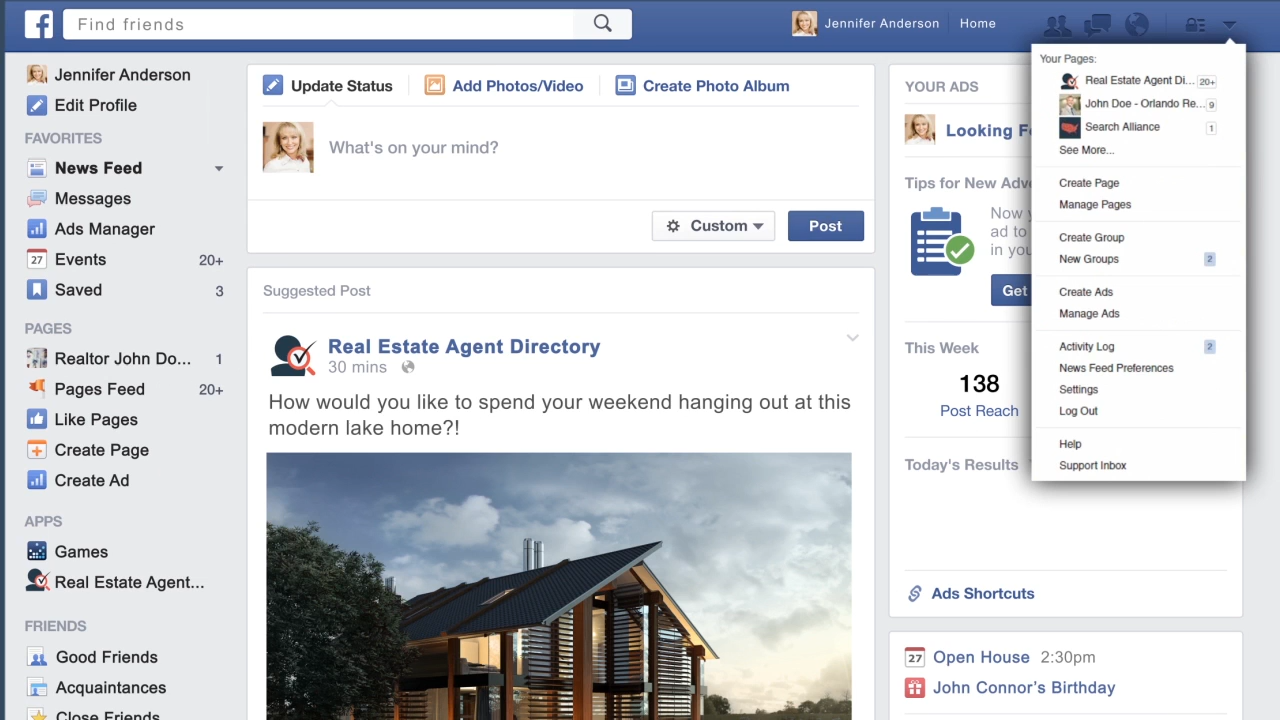 f
Find friends
Jennifer Anderson
Home
Jennifer Anderson
Edit Profile
FAVORITES
News Feed
Messages
Ads Manager
27 Events 20+
Saved 3
PAGES
Realtor John Do... 1
Pages Feed 20+
Like Pages
Create Page
Create Ad
APPS
Games
Real Estate Agent...
FRIENDS
Good Friends
Acquaintances
Close Friends
Update Status
Add Photos/Video
Create Photo Album
What's on your mind?
Custom
Post
Suggested Post
Real Estate Agent Directory
30 mins
How would you like to spend your weekend hanging out at this
modern lake home?!
YOUR ADS
Looking
Tips for New
Now
ad to
in
Get
This Week
138
Post Reach
Today's Results
Ads Shortcuts
27 Open House 2:30pm
John Connor's Birthday
Your Pages:
Real Estate Agent Di... 20+
John Doe - Orlando Re... 9
Search Alliance 1
See More...
Create Page
Manage Pages
Create Group
New Groups 2
Create Ads
Manage Ads
Activity Log 2
News Feed Preferences
Settings
Log Out
Help
Support Inbox